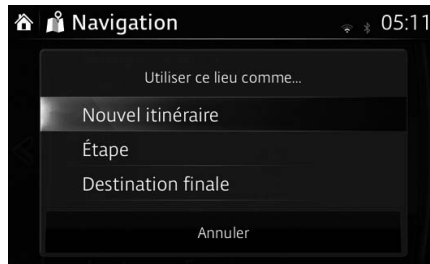 Navigation
05:11
Utiliser ce lieu comme...
Nouvel itinéraire
Étape
Destination finale
Annuler